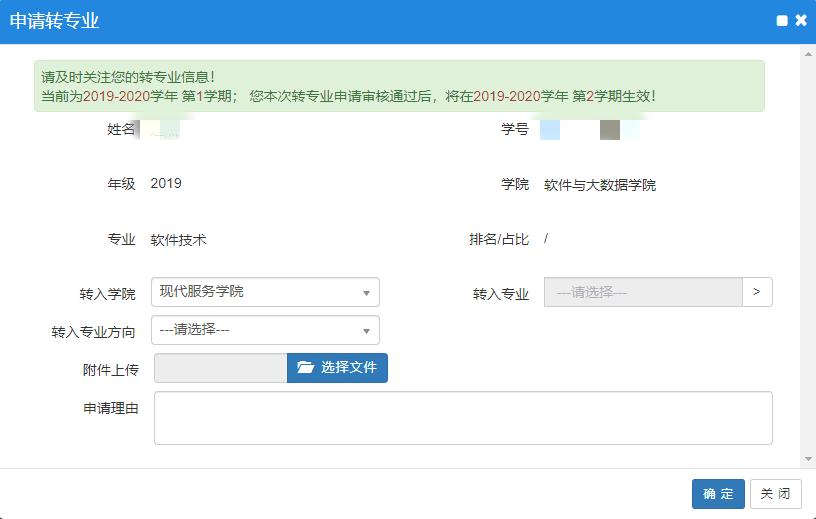 申请转专业
请及时关注您的转专业信息！
当前为2019-2020学年 第1学期； 您本次转专业申请审核通过后，将在2019-2020学年 第2学期生效！
姓名 学号
年级 2019 学院 软件与大数据学院
专业 软件技术 排名/占比 /
转入学院 现代服务学院 转入专业 ---请选择--- >
转入专业方向 ---请选择---
附件上传 选择文件
申请理由
确 定 关 闭